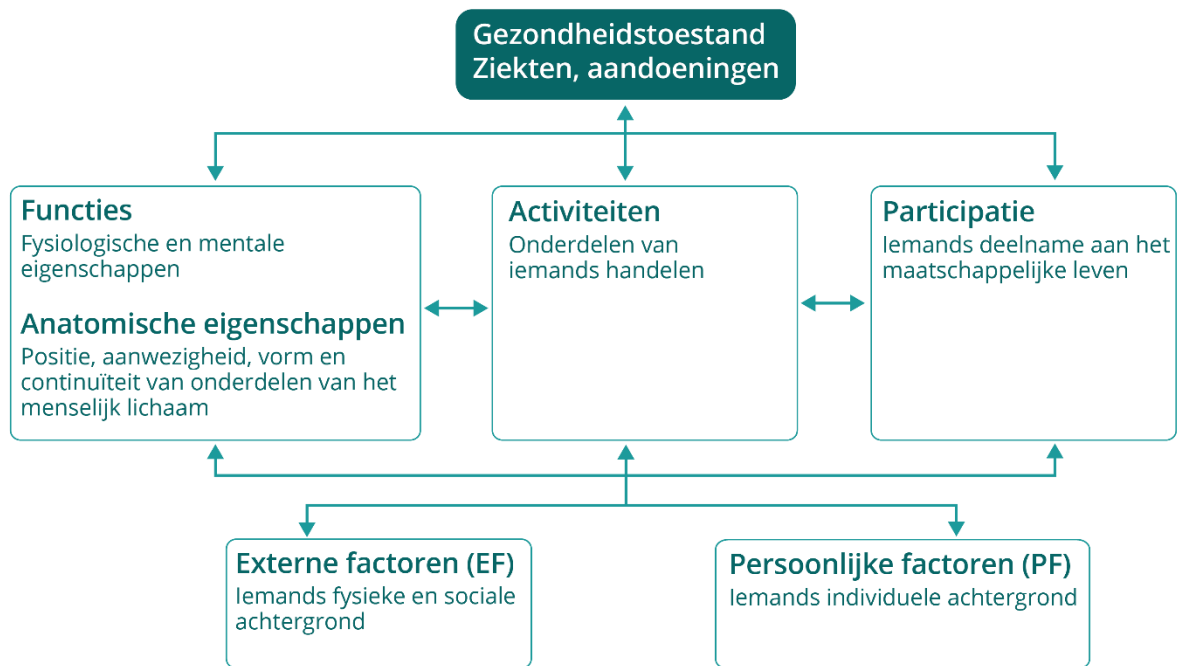 Gezondheidstoestand
Ziekten, aandoeningen
Functies
Fysiologische en mentale
eigenschappen
Anatomische eigenschappen
Positie, aanwezigheid, vorm en
continuïteit van onderdelen van het
menselijk lichaam
Activiteiten
Onderdelen van
iemands handelen
Participatie
Iemands deelname aan het
maatschappelijke leven
Externe factoren (EF)
Iemands fysieke en sociale
achtergrond
Persoonlijke factoren (PF)
Iemands individuele achtergrond